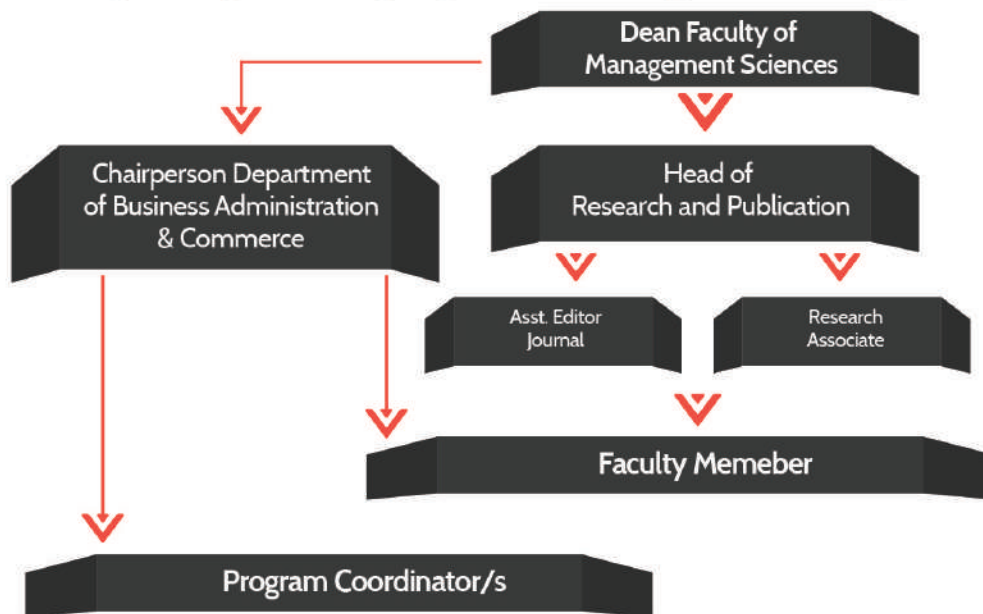 Dean Faculty of
Management Sciences
Chairperson Department
of Business Administration
& Commerce
Head of
Research and Publication
Asst. Editor
Journal
Research
Associate
Faculty Memeber
Program Coordinator/s